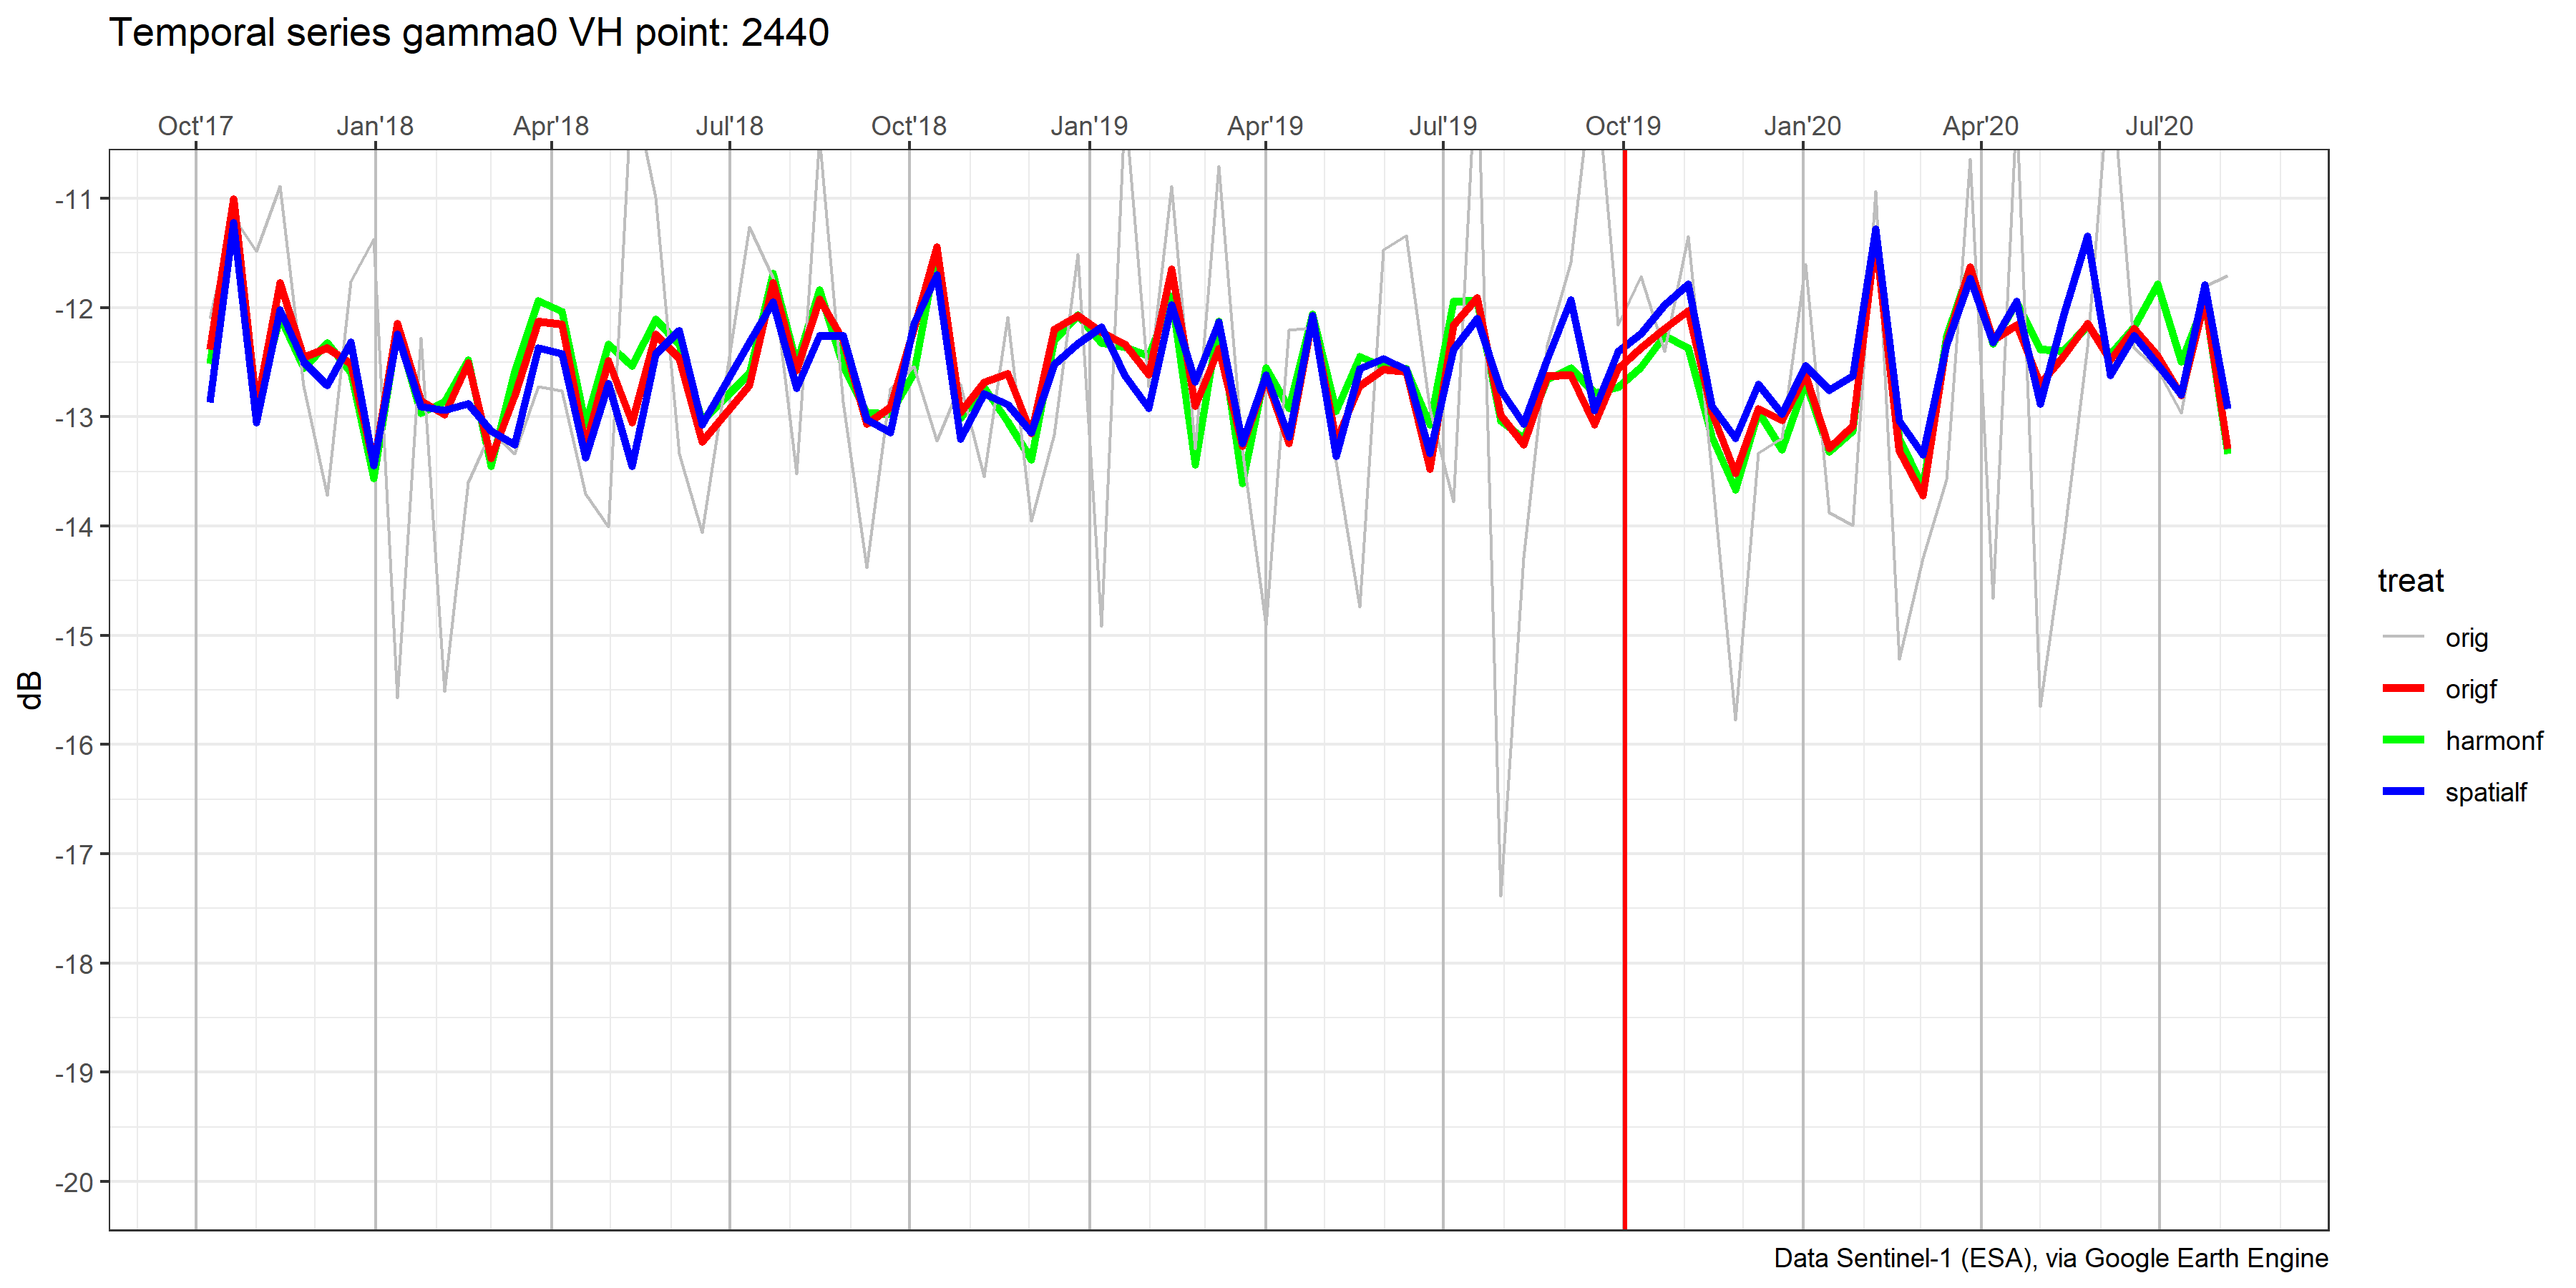 Temporal series gamma0 VH point: 2440
Oct'17 Jan'18 Apr'18 Jul'18 Oct'18 Jan'19 Apr'19 Jul'19 Oct'19 Jan'20 Apr'20 Jul'20
-11
-12
-13
-14
-15
-16
-17
-18
-19
-20
dB
treat
orig
origf
harmonf
spatialf
Data Sentinel-1 (ESA), via Google Earth Engine